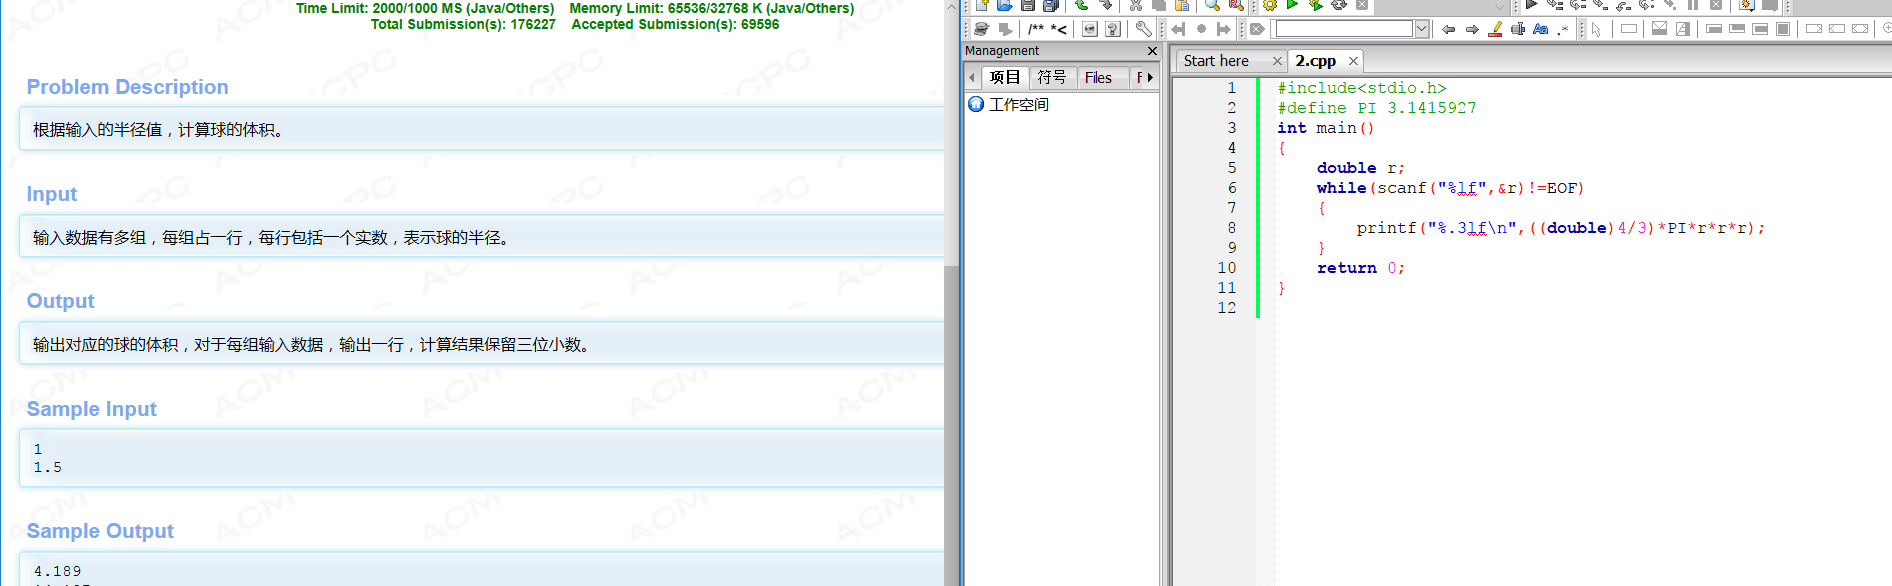 Time Limit: 2000/1000 MS (Java/Others)    Memory Limit: 65536/32768 K (Java/Others)
Total Submission(s): 176227    Accepted Submission(s): 69596
Problem Description
根据输入的半径值，计算球的体积。
Input
输入数据有多组，每组占一行，每行包括一个实数，表示球的半径。
Output
输出对应的球的体积，对于每组输入数据，输出一行，计算结果保留三位小数。
Sample Input
1
1.5
Sample Output
4.189
/** *<
Management
项目 符号 Files F
工作空间
Start here 2.cpp
1 #include<stdio.h>
2 #define PI 3.1415927
3 int main()
4 {
5     double r;
6     while(scanf("%lf",&r)!=EOF)
7     {
8         printf("%.3lf\n",((double)4/3)*PI*r*r*r);
9     }
10     return 0;
11 }
12